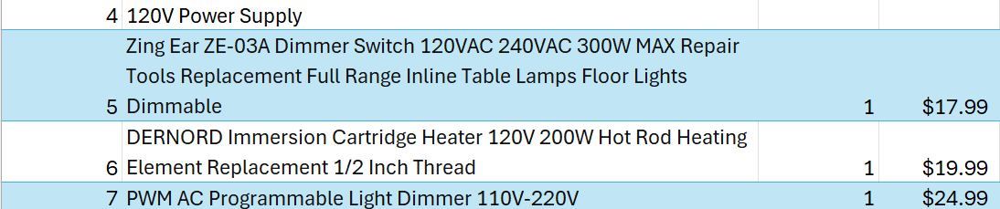 4 120V Power Supply
Zing Ear ZE-03A Dimmer Switch 120VAC 240VAC 300W MAX Repair
Tools Replacement Full Range Inline Table Lamps Floor Lights
5 Dimmable 1 $17.99
DERNORD Immersion Cartridge Heater 120V 200W Hot Rod Heating
6 Element Replacement 1/2 Inch Thread 1 $19.99
7 PWM AC Programmable Light Dimmer 110V-220V 1 $24.99